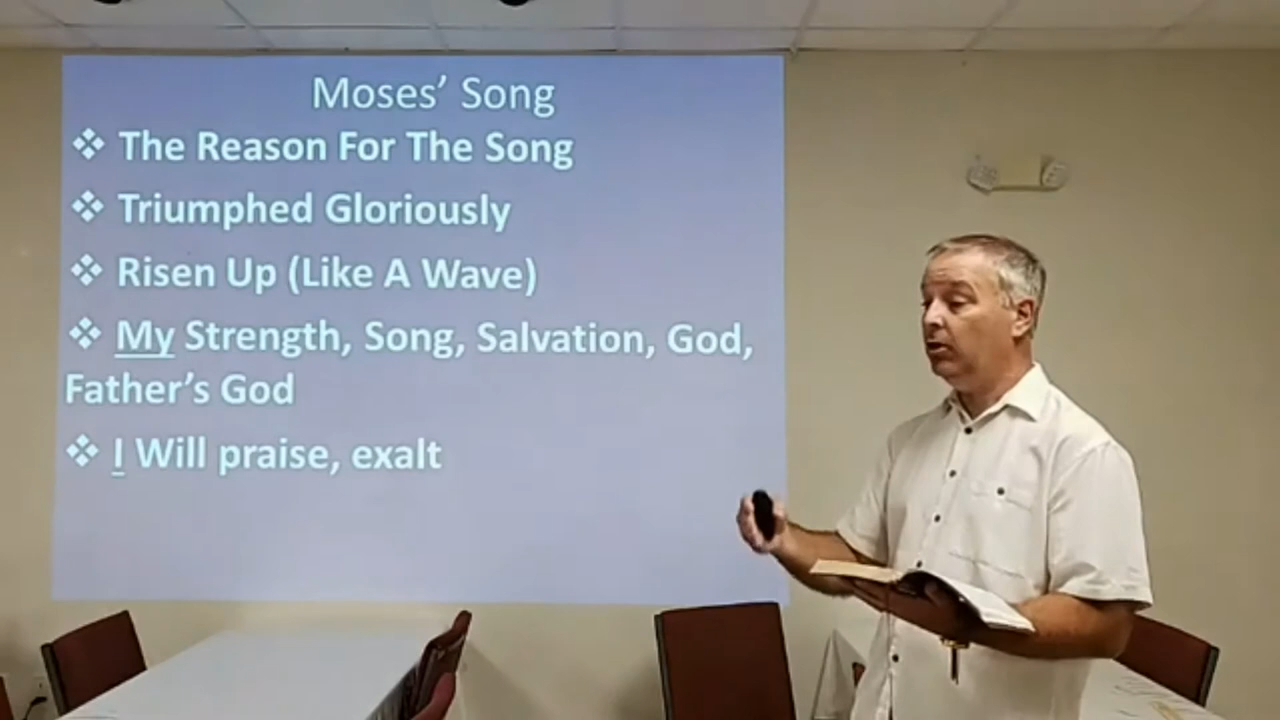 Moses’ Song
❖ The Reason For The Song
❖ Triumphed Gloriously
❖ Risen Up (Like A Wave)
❖ My Strength, Song, Salvation, God,
Father’s God
❖ I Will praise, exalt